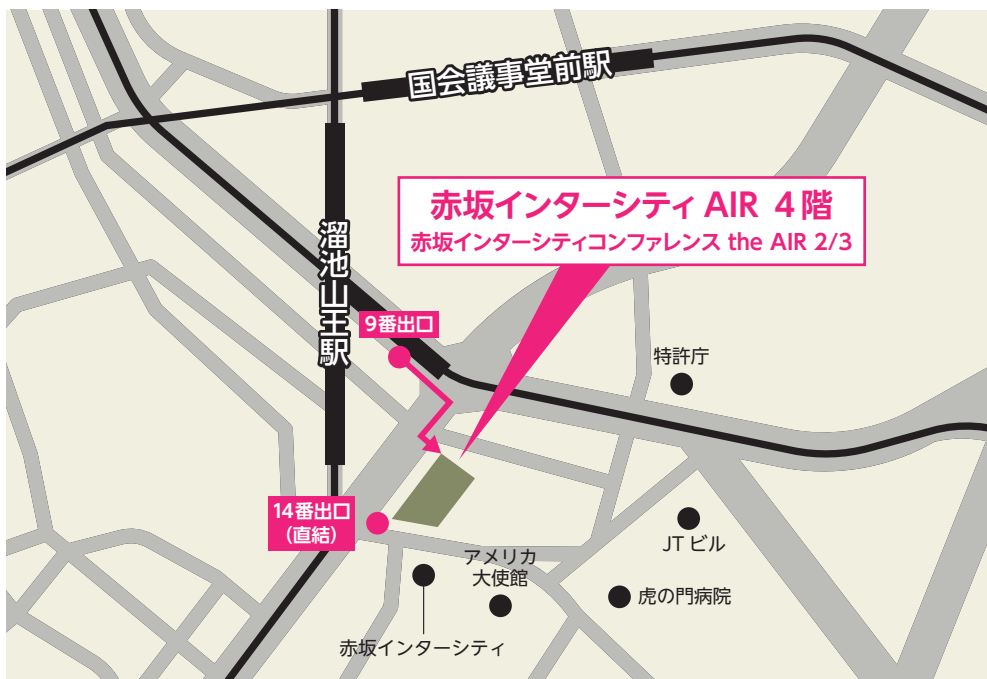 国会議事堂前駅
赤坂インターシティ AIR 4階
赤坂インターシティコンファレンス the AIR 2/3
溜池山王駅
9番出口
特許庁
14番出口
（直結）
JT ビル
アメリカ
大使館
虎の門病院
赤坂インターシティ